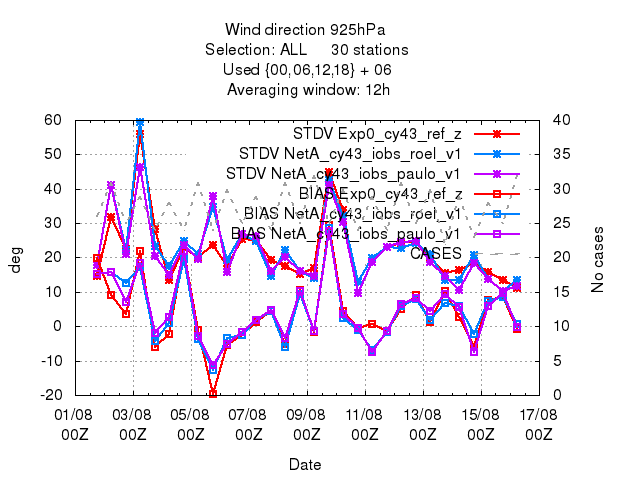 Wind direction 925hPa
Selection: ALL 30 stations
Used {00,06,12,18} + 06
Averaging window: 12h
STDV Exp0_cy43_ref_z
STDV NetA_cy43_iobs_roel_v1
STDV NetA_cy43_iobs_paulo_v1
BIAS Exp0_cy43_ref_z
BIAS NetA_cy43_iobs_roel_v1
BIAS NetA_cy43_iobs_paulo_v1
CASES
deg
60
50
40
30
20
10
0
-10
-20
No cases
40
35
30
25
20
15
10
5
0
01/08 03/08 05/08 07/08 09/08 11/08 13/08 15/08 17/08
00Z 00Z 00Z 00Z 00Z 00Z 00Z 00Z 00Z
Date